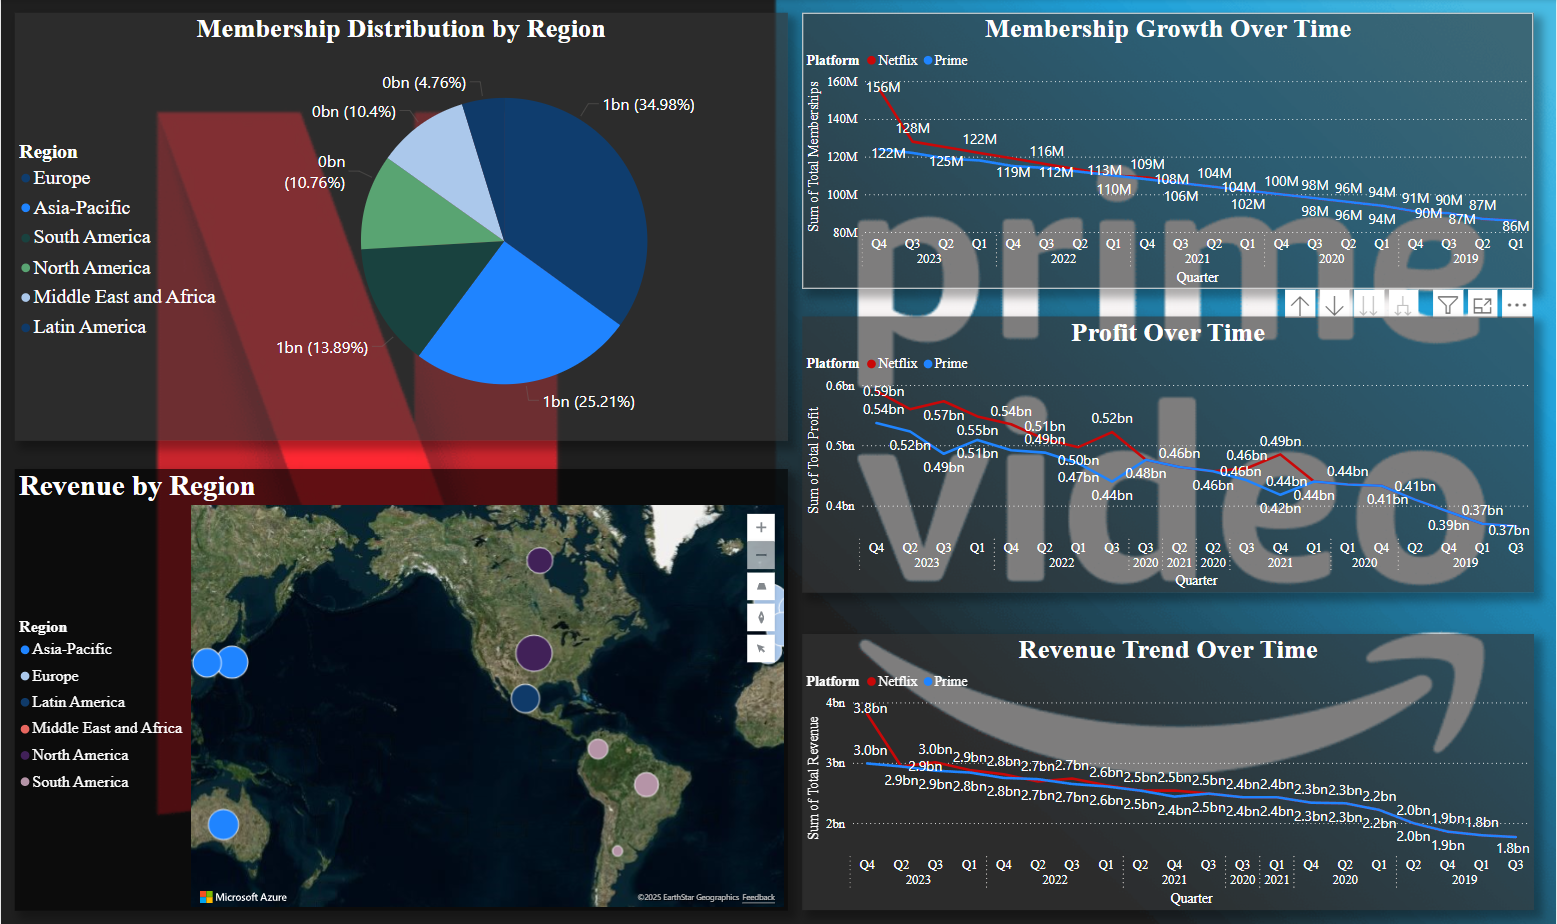 Membership Distribution by Region
0bn (4.76%)
1bn (34.98%)
0bn (10.4%)
0bn
(10.76%)
1bn (13.89%)
1bn (25.21%)
Region
Europe
Asia-Pacific
South America
North America
Middle East and Africa
Latin America
Revenue by Region
Region
Asia-Pacific
Europe
Latin America
Middle East and Africa
North America
South America
Microsoft Azure
©2025 EarthStar Geographics Feedback
Membership Growth Over Time
Platform Netflix Prime
Sum of Total Memberships
160M
140M
120M
100M
80M
156M
128M
122M
116M
113M
109M
108M
104M
104M
100M
98M
96M
94M
91M
90M
87M
122M
125M
119M
112M
110M
106M
102M
98M
96M
94M
90M
87M
86M
Q4 Q3 Q2 Q1 Q4 Q3 Q2 Q1 Q4 Q3 Q2 Q1 Q4 Q3 Q2 Q1 Q4 Q3 Q2 Q1
2023 2022 2021 2020 2019
Quarter
prime
video
Profit Over Time
Platform Netflix Prime
Sum of Total Profit
0.6bn
0.5bn
0.4bn
0.59bn
0.54bn
0.57bn
0.52bn
0.49bn
0.55bn
0.51bn
0.54bn
0.51bn
0.49bn
0.50bn
0.47bn
0.52bn
0.44bn
0.48bn
0.46bn
0.46bn
0.46bn
0.46bn
0.49bn
0.44bn
0.42bn
0.44bn
0.44bn
0.41bn
0.41bn
0.39bn
0.37bn
0.37bn
Q4 Q2 Q3 Q1 Q4 Q2 Q1 Q3 Q3 Q2 Q2 Q3 Q4 Q1 Q1 Q4 Q2 Q4 Q1 Q3
2023 2022 2020 2021 2020 2021 2020 2019
Quarter
Revenue Trend Over Time
Platform Netflix Prime
Sum of Total Revenue
4bn
3bn
2bn
3.8bn
3.0bn
3.0bn
2.9bn
2.9bn
2.8bn
2.7bn
2.7bn
2.6bn
2.5bn
2.5bn
2.5bn
2.4bn
2.4bn
2.3bn
2.3bn
2.2bn
2.0bn
1.9bn
1.8bn
2.9bn
2.9bn
2.8bn
2.8bn
2.7bn
2.7bn
2.6bn
2.5bn
2.4bn
2.5bn
2.4bn
2.4bn
2.3bn
2.3bn
2.2bn
2.0bn
1.9bn
1.8bn
Q4 Q2 Q3 Q1 Q4 Q2 Q3 Q1 Q4 Q2 Q3 Q3 Q1 Q4 Q2 Q1 Q2 Q4 Q1 Q3
2023 2022 2021 2020 2021 2020 2019
Quarter